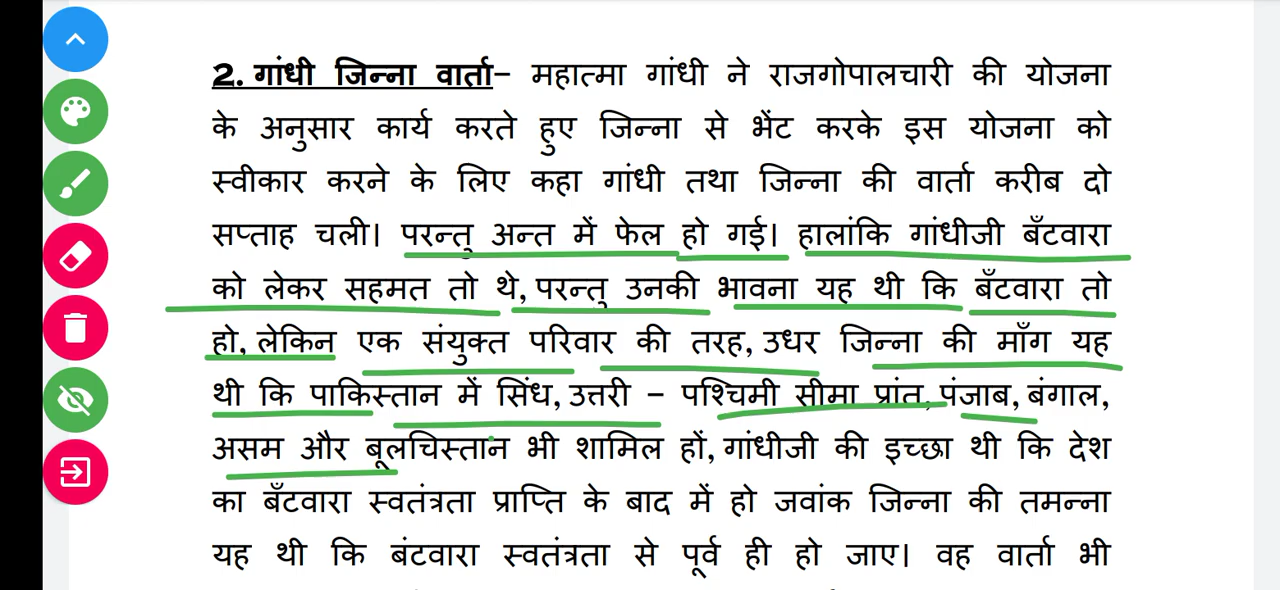 2. गांधी जिन्ना वार्ता– महात्मा गांधी ने राजगोपालचारी की योजना
के अनुसार कार्य करते हुए जिन्ना से भेंट करके इस योजना को
स्वीकार करने के लिए कहा गांधी तथा जिन्ना की वार्ता करीब दो
सप्ताह चली। परन्तु अन्त में फेल हो गई। हालांकि गांधीजी बँटवारा
को लेकर सहमत तो थे, परन्तु उनकी भावना यह थी कि बँटवारा तो
हो, लेकिन एक संयुक्त परिवार की तरह, उधर जिन्ना की माँग यह
थी कि पाकिस्तान में सिंध, उत्तरी – पश्चिमी सीमा प्रांत, पंजाब, बंगाल,
असम और बूलचिस्तान भी शामिल हों, गांधीजी की इच्छा थी कि देश
का बँटवारा स्वतंत्रता प्राप्ति के बाद में हो जवांक जिन्ना की तमन्ना
यह थी कि बंटवारा स्वतंत्रता से पूर्व ही हो जाए। वह वार्ता भी